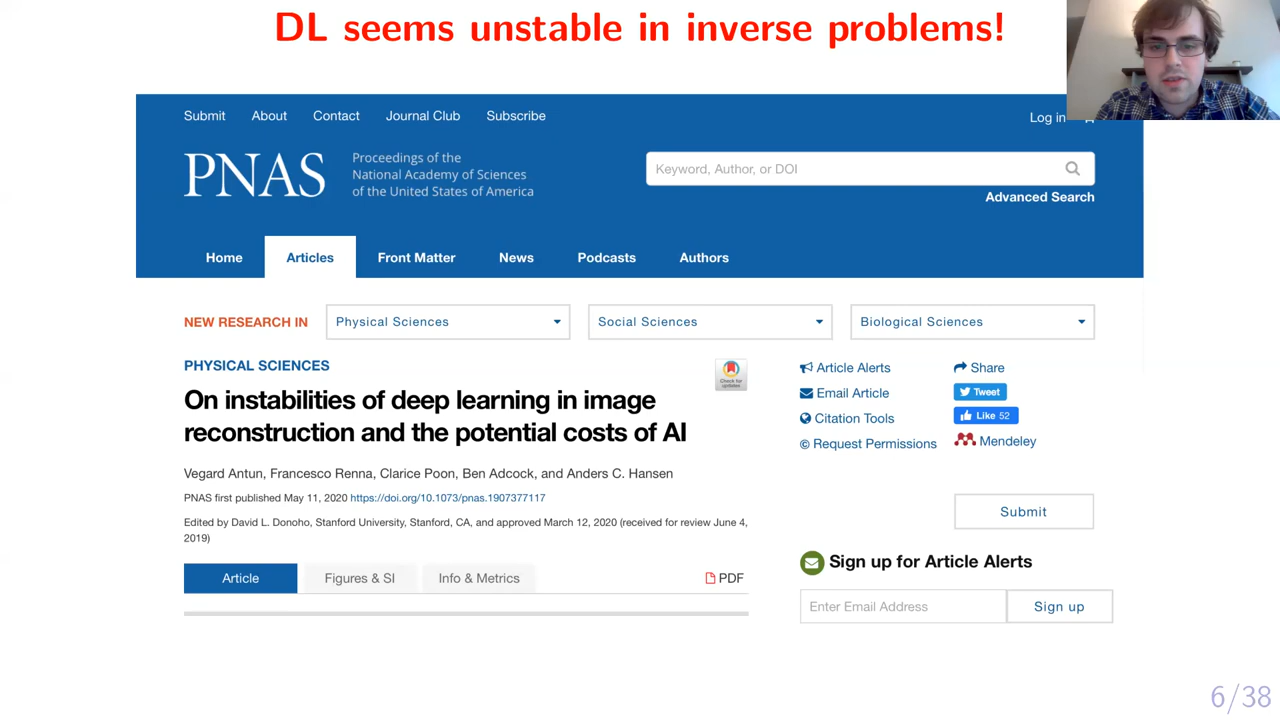 DL seems unstable in inverse problems!
Submit About Contact Journal Club Subscribe
Log in
PNAS
Proceedings of the
National Academy of Sciences
of the United States of America
Keyword, Author, or DOI
Advanced Search
Home Articles Front Matter News Podcasts Authors
NEW RESEARCH IN Physical Sciences Social Sciences Biological Sciences
PHYSICAL SCIENCES
Check for
updates
On instabilities of deep learning in image
reconstruction and the potential costs of AI
Vegard Antun, Francesco Renna, Clarice Poon, Ben Adcock, and Anders C. Hansen
PNAS first published May 11, 2020 https://doi.org/10.1073/pnas.1907377117
Edited by David L. Donoho, Stanford University, Stanford, CA, and approved March 12, 2020 (received for review June 4,
2019)
Article Figures & SI Info & Metrics PDF
Article Alerts Share
Email Article Tweet
Citation Tools Like 52
© Request Permissions Mendeley
Submit
Sign up for Article Alerts
Enter Email Address Sign up
6/38